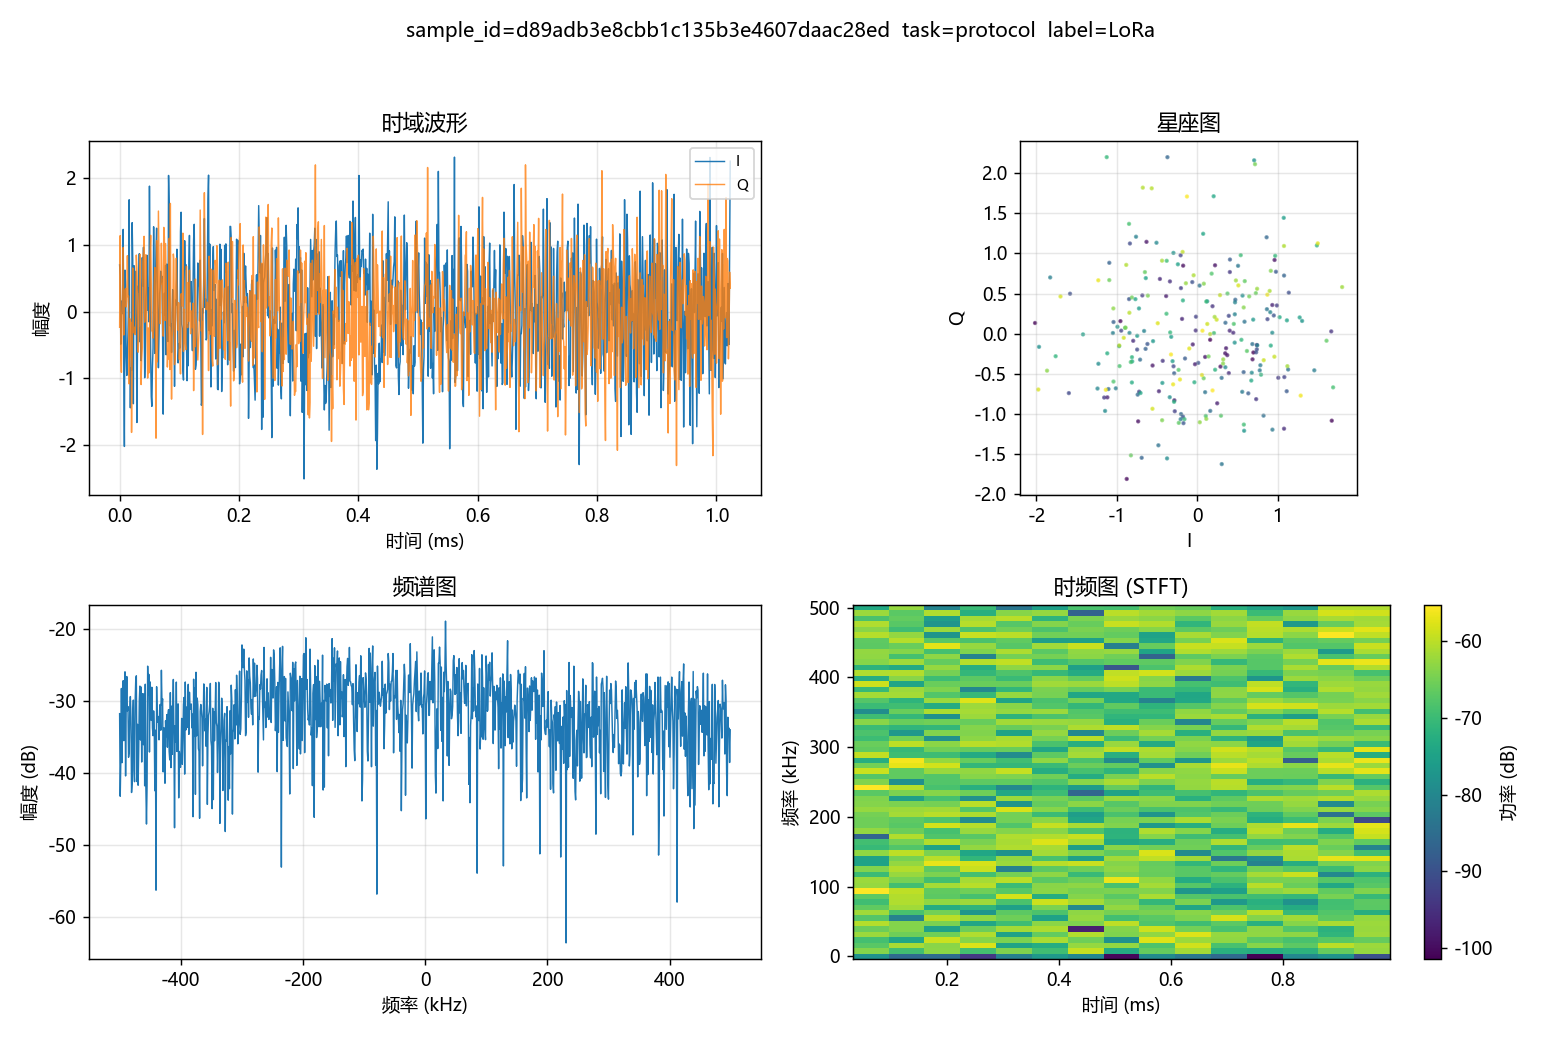 sample_id=d89adb3e8cbb1c135b3e4607daac28ed task=protocol label=LoRa
时域波形
I
Q
2
1
0
-1
-2
幅度
0.0 0.2 0.4 0.6 0.8 1.0
时间 (ms)
星座图
2.0
1.5
1.0
0.5
0.0
-0.5
-1.0
-1.5
-2.0
Q
-2 -1 0 1
I
频谱图
-20
-30
-40
-50
-60
幅度 (dB)
-400 -200 0 200 400
频率 (kHz)
时频图 (STFT)
500
400
300
200
100
0
频率 (kHz)
0.2 0.4 0.6 0.8
时间 (ms)
-60
-70
-80
-90
-100
功率 (dB)